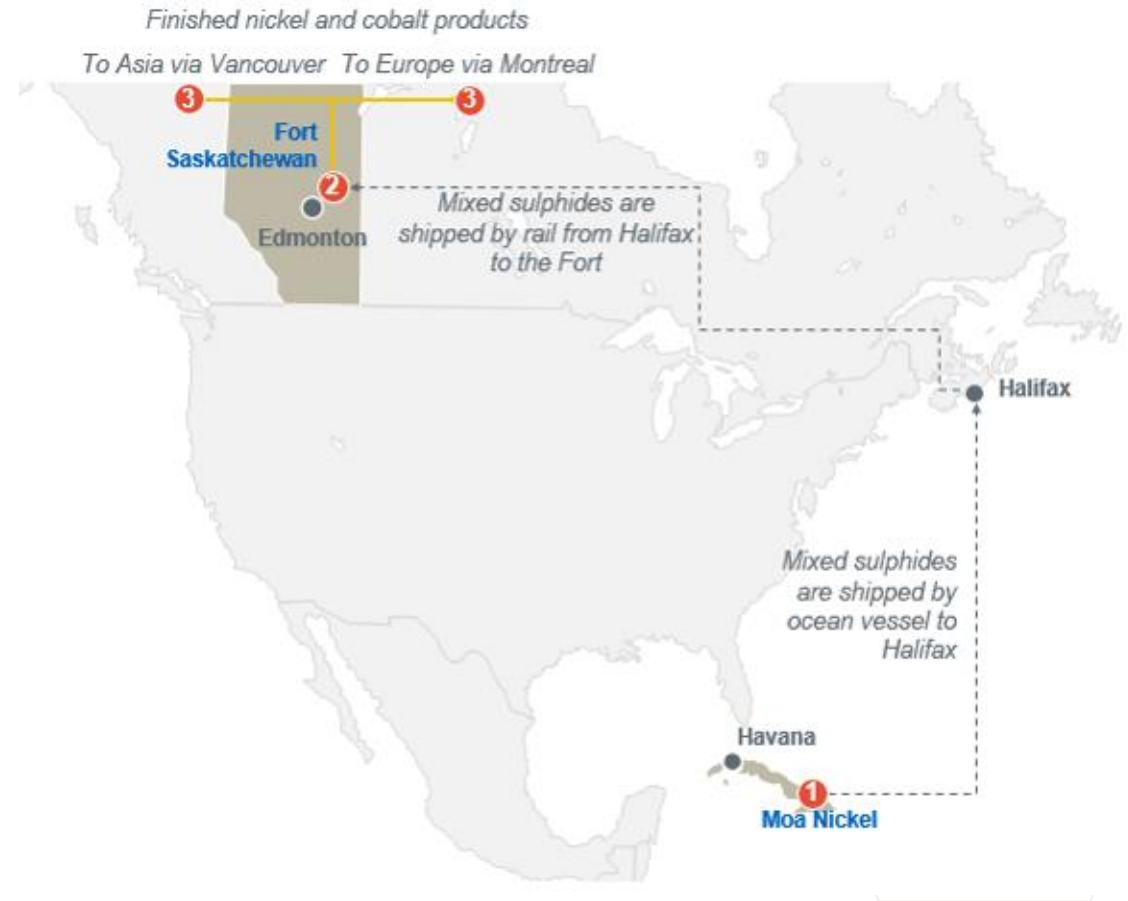 Finished nickel and cobalt products
To Asia via Vancouver To Europe via Montreal
3
3
Fort
Saskatchewan
2
Edmonton
Mixed sulphides are
shipped by rail from Halifax
to the Fort
Halifax
Mixed sulphides
are shipped by
ocean vessel to
Halifax
Havana
1
Moa Nickel